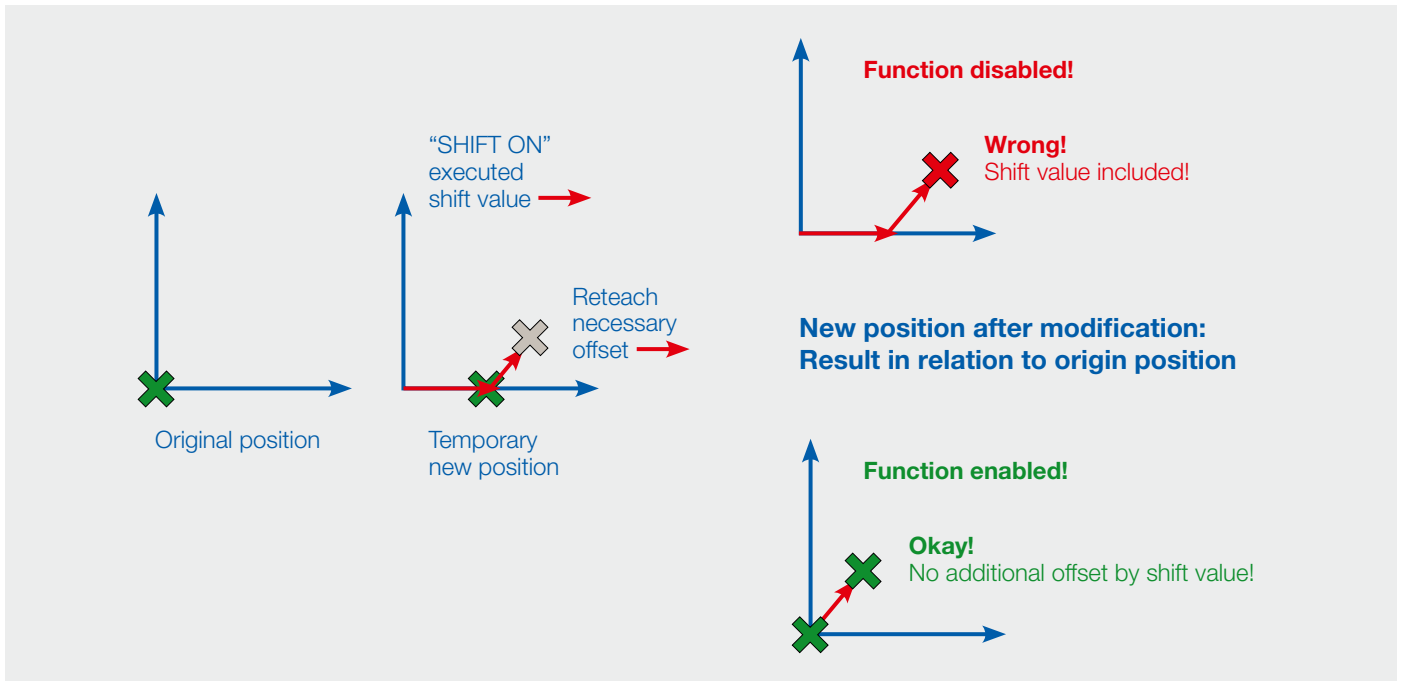 Original position
“SHIFT ON”
executed
shift value
Reteach
necessary
offset
Temporary
new position
Function disabled!
Wrong!
Shift value included!
New position after modification:
Result in relation to origin position
Function enabled!
Okay!
No additional offset by shift value!